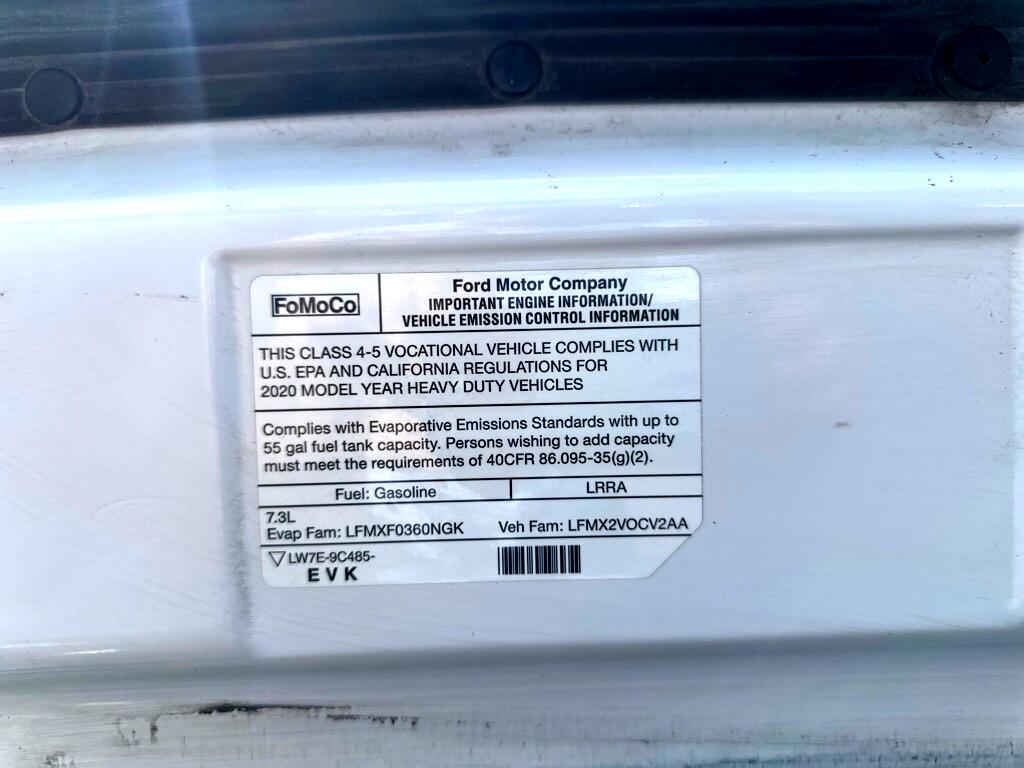 FoMoCo
Ford Motor Company
IMPORTANT ENGINE INFORMATION/
VEHICLE EMISSION CONTROL INFORMATION
THIS CLASS 4-5 VOCATIONAL VEHICLE COMPLIES WITH
U.S. EPA AND CALIFORNIA REGULATIONS FOR
2020 MODEL YEAR HEAVY DUTY VEHICLES
Complies with Evaporative Emissions Standards with up to
55 gal fuel tank capacity. Persons wishing to add capacity
must meet the requirements of 40CFR 86.095-35(g)(2).
Fuel: Gasoline
LRRA
7.3L
Evap Fam: LFMXF0360NGK Veh Fam: LFMX2VOCV2AA
LW7E-9C485-
EVK